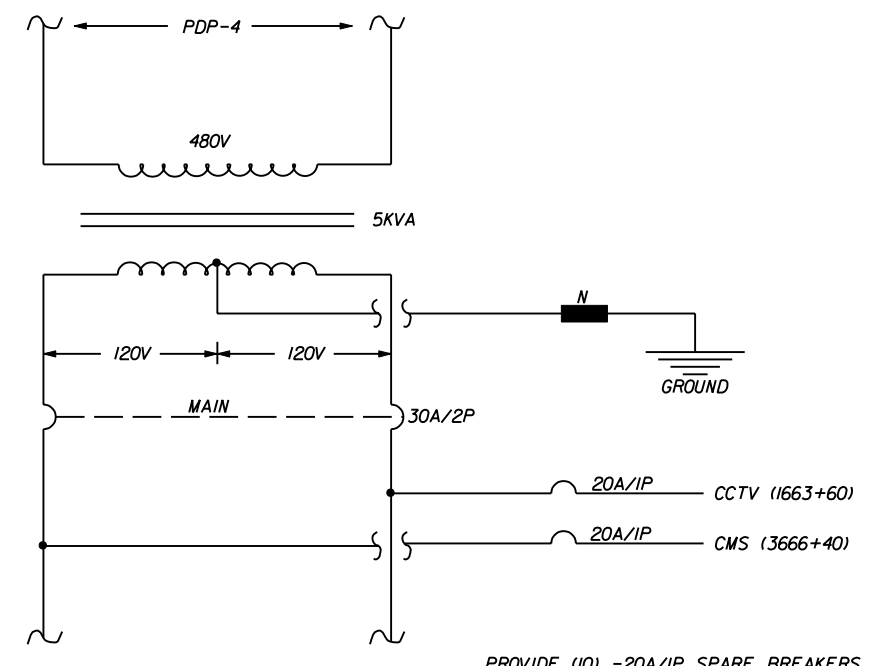 PDP-4
480V
5KVA
N
120V
120V
GROUND
MAIN
30A/2P
20A/1P
CCTV (1663+60)
20A/1P
CMS (3666+40)
PROVIDE (10) -20A/1P SPARE BREAKERS